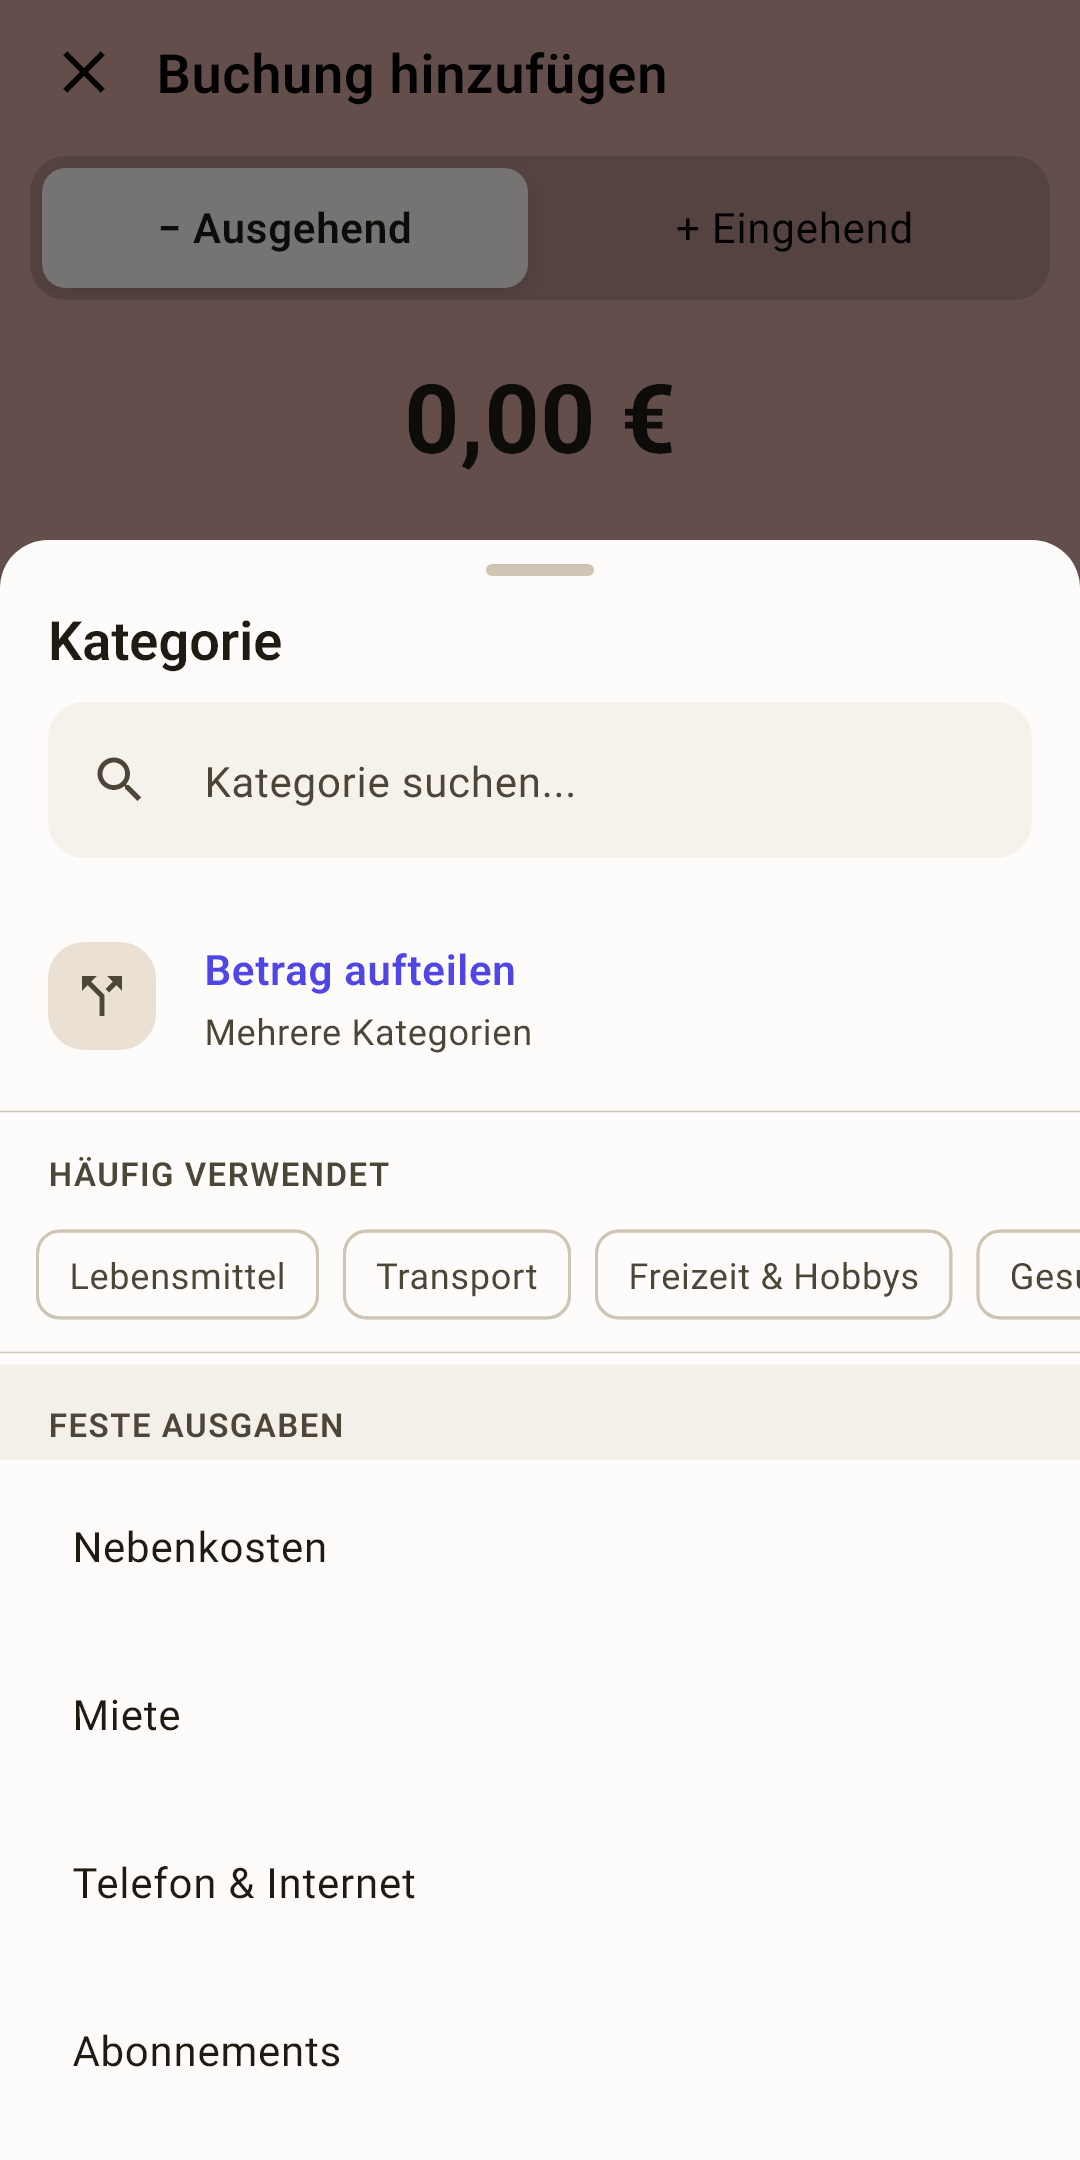 Buchung hinzufügen
– Ausgehend
+ Eingehend
0,00 €
Kategorie
Kategorie suchen...
Betrag aufteilen
Mehrere Kategorien
HÄUFIG VERWENDET
Lebensmittel
Transport
Freizeit & Hobbys
FESTE AUSGABEN
Nebenkosten
Miete
Telefon & Internet
Abonnements